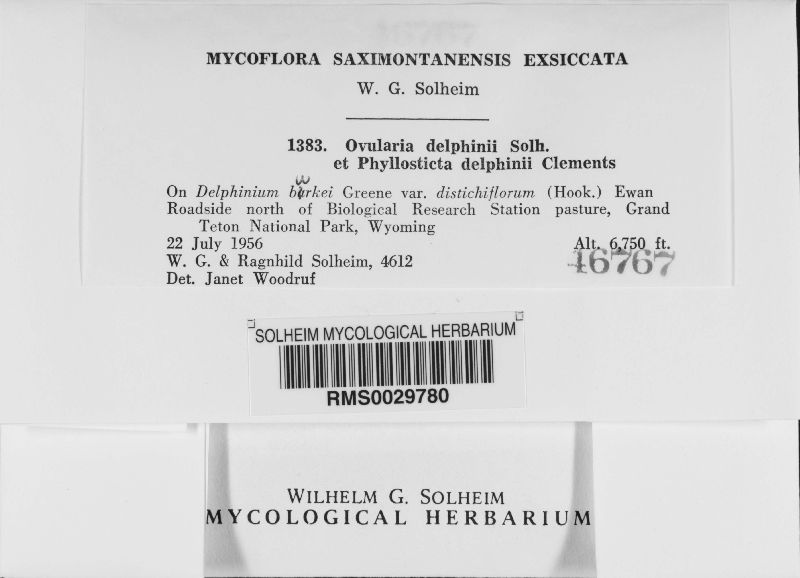 MYCOFLORA SAXIMONTANENSIS EXSICCATA
W. G. Solheim
1383. Ovularia delphinii Solh.
et Phyllosticta delphinii Clements
On Delphinium burkei Greene var. distichiflorum (Hook.) Ewan
Roadside north of Biological Research Station pasture, Grand
Teton National Park, Wyoming
22 July 1956 Alt. 6,750 ft.
W. G. & Ragnhild Solheim, 4612
46767
Det. Janet Woodruf
SOLHEIM MYCOLOGICAL HERBARIUM
RMS0029780
WILHELM G. SOLHEIM
MYCOLOGICAL HERBARIUM